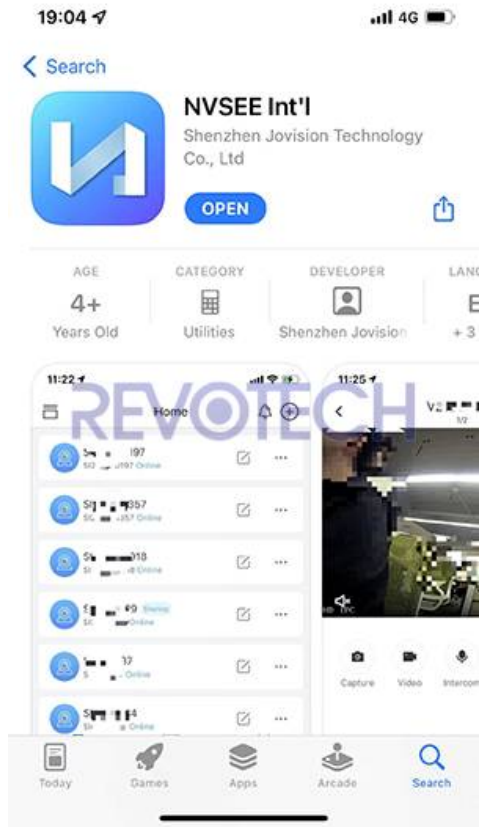 19:04
4G
Search
NVSEE Int'l
Shenzhen Jovision Technology
Co., Ltd
OPEN
AGE
CATEGORY
DEVELOPER
4+
Years Old
Utilities
Shenzhen Jovision
+ 3
11:22
Home
11:25
REVOTECH
1/2
Online
Online
Online
Online
Online
Online
Capture
Video
Intercom
Today
Games
Apps
Arcade
Search